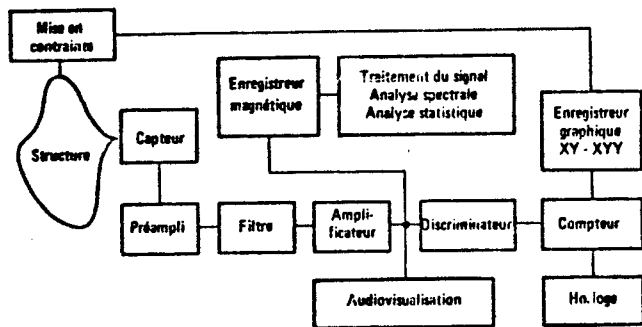 Mise en
contrainte
Enregistreur
magnétique
Traitement du signal
Analyse spectrale
Analyse statistique
Enregistreur
graphique
XY - XYY
Structure
Capteur
Préampli
Filtre
Ampli-
ficateur
Discriminateur
Compteur
Audiovisualisation